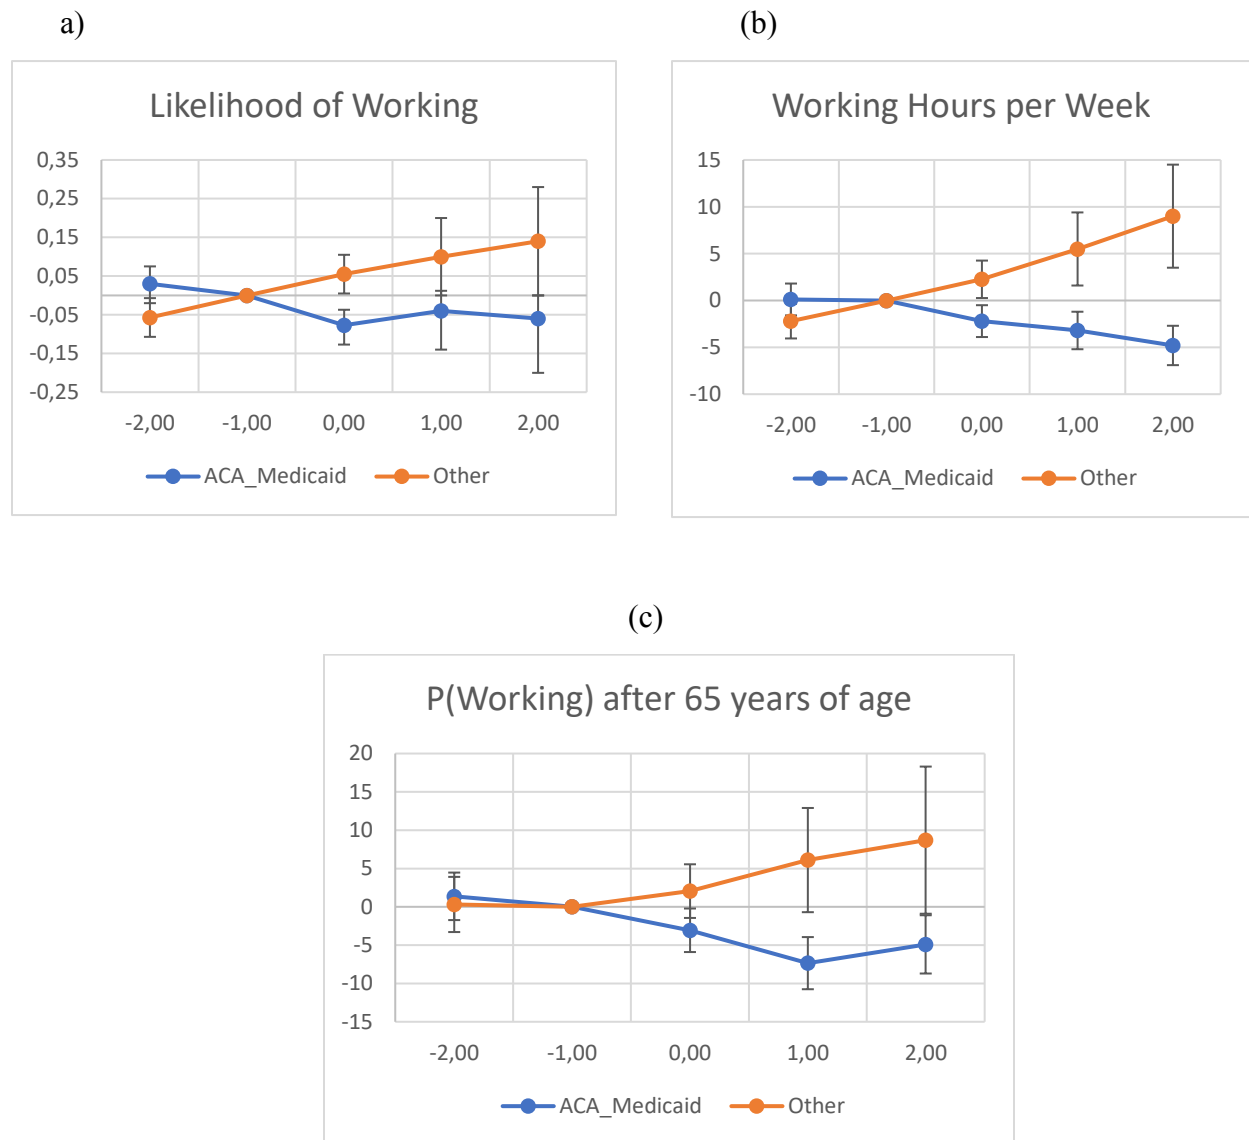 a)
(b)
Likelihood of Working
0,35
0,25
0,15
0,05
-0,05
-0,15
-0,25
-2,00 -1,00 0,00 1,00 2,00
ACA_Medicaid Other
Working Hours per Week
15
10
5
0
-5
-10
-2,00 -1,00 0,00 1,00 2,00
ACA_Medicaid Other
(c)
P(Working) after 65 years of age
20
15
10
5
0
-5
-10
-15
-2,00 -1,00 0,00 1,00 2,00
ACA_Medicaid Other